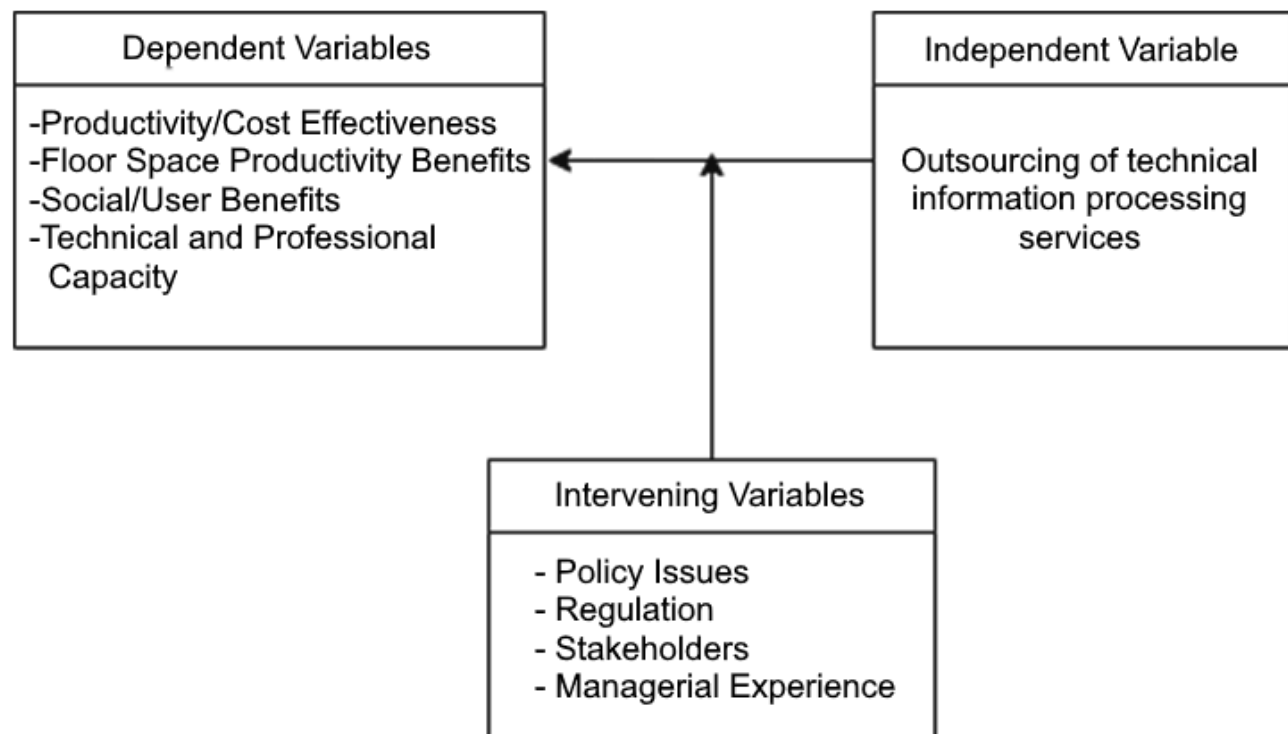 Dependent Variables
-Productivity/Cost Effectiveness
-Floor Space Productivity Benefits
-Social/User Benefits
-Technical and Professional
Capacity
Independent Variable
Outsourcing of technical
information processing
services
Intervening Variables
- Policy Issues
- Regulation
- Stakeholders
- Managerial Experience